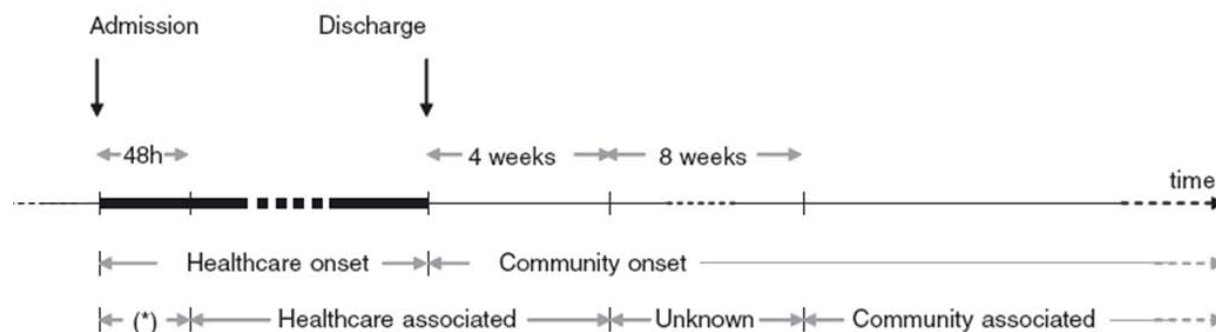 Admission Discharge
48h 4 weeks 8 weeks
time
Healthcare onset Community onset
(*) Healthcare associated Unknown Community associated